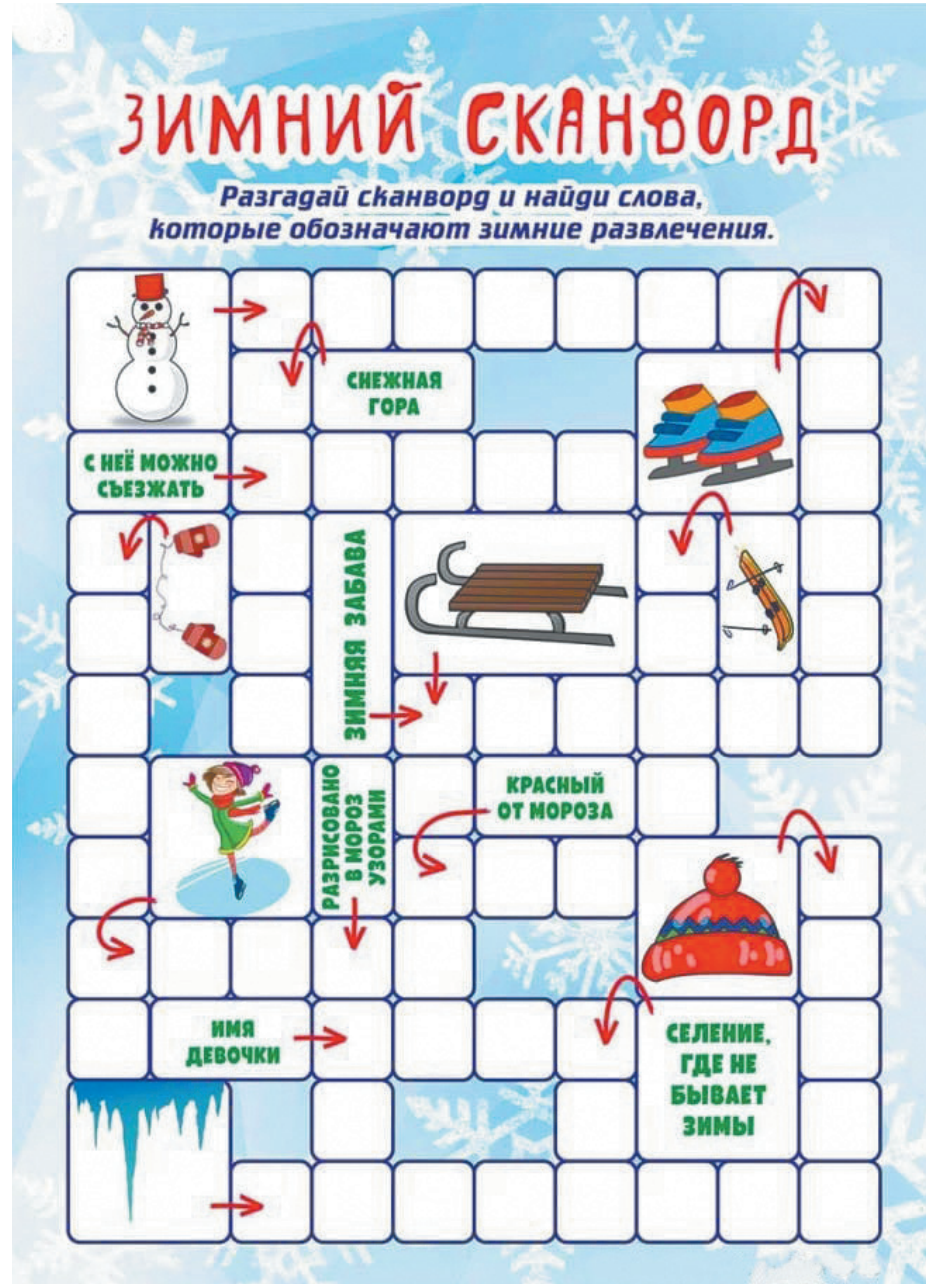 ЗИМНИЙ СКАНВОРД
Разгадай сканворд и найди слова,
которые обозначают зимние развлечения.
СНЕЖНАЯ
ГОРА
С НЕЁ МОЖНО
СЪЕЗЖАТЬ
ЗИМНЯЯ ЗАБАВА
РАЗРИСОВАНО
В МОРОЗ
УЗОРАМИ
КРАСНЫЙ
ОТ МОРОЗА
ИМЯ
ДЕВОЧКИ
СЕЛЕНИЕ,
ГДЕ НЕ
БЫВАЕТ
ЗИМЫ